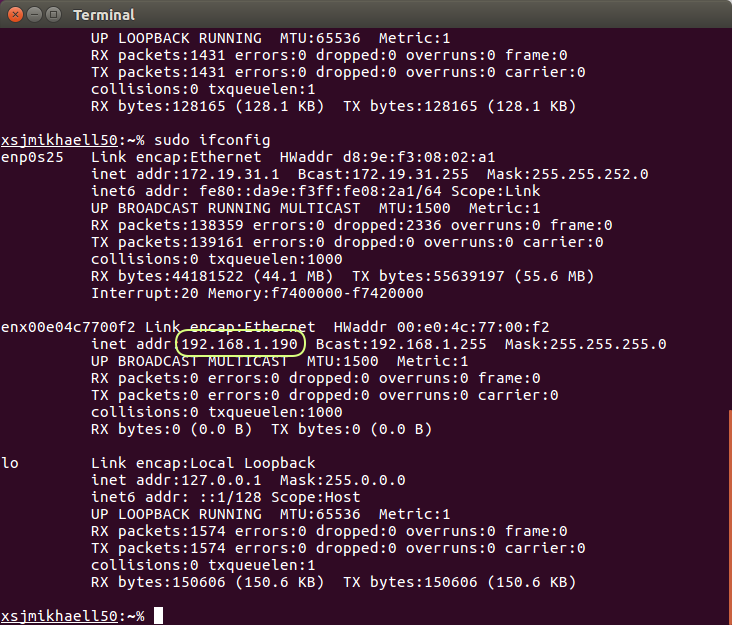 Terminal
UP LOOPBACK RUNNING  MTU:65536  Metric:1
RX packets:1431 errors:0 dropped:0 overruns:0 frame:0
TX packets:1431 errors:0 dropped:0 overruns:0 carrier:0
collisions:0 txqueuelen:1
RX bytes:128165 (128.1 KB)  TX bytes:128165 (128.1 KB)
xsjmikhaell50:~% sudo ifconfig
enp0s25   Link encap:Ethernet  HWaddr d8:9e:f3:08:02:a1
inet addr:172.19.31.1  Bcast:172.19.31.255  Mask:255.255.252.0
inet6 addr: fe80::da9e:f3ff:fe08:2a1/64 Scope:Link
UP BROADCAST RUNNING MULTICAST  MTU:1500  Metric:1
RX packets:138359 errors:0 dropped:2336 overruns:0 frame:0
TX packets:139161 errors:0 dropped:0 overruns:0 carrier:0
collisions:0 txqueuelen:1000
RX bytes:44181522 (44.1 MB)  TX bytes:55639197 (55.6 MB)
Interrupt:20 Memory:f7400000-f7420000
enx00e04c7700f2 Link encap:Ethernet  HWaddr 00:e0:4c:77:00:f2
inet addr:192.168.1.190  Bcast:192.168.1.255  Mask:255.255.255.0
UP BROADCAST MULTICAST  MTU:1500  Metric:1
RX packets:0 errors:0 dropped:0 overruns:0 frame:0
TX packets:0 errors:0 dropped:0 overruns:0 carrier:0
collisions:0 txqueuelen:1000
RX bytes:0 (0.0 B)  TX bytes:0 (0.0 B)
lo        Link encap:Local Loopback
inet addr:127.0.0.1  Mask:255.0.0.0
inet6 addr: ::1/128 Scope:Host
UP LOOPBACK RUNNING  MTU:65536  Metric:1
RX packets:1574 errors:0 dropped:0 overruns:0 frame:0
TX packets:1574 errors:0 dropped:0 overruns:0 carrier:0
collisions:0 txqueuelen:1
RX bytes:150606 (150.6 KB)  TX bytes:150606 (150.6 KB)
xsjmikhaell50:~%